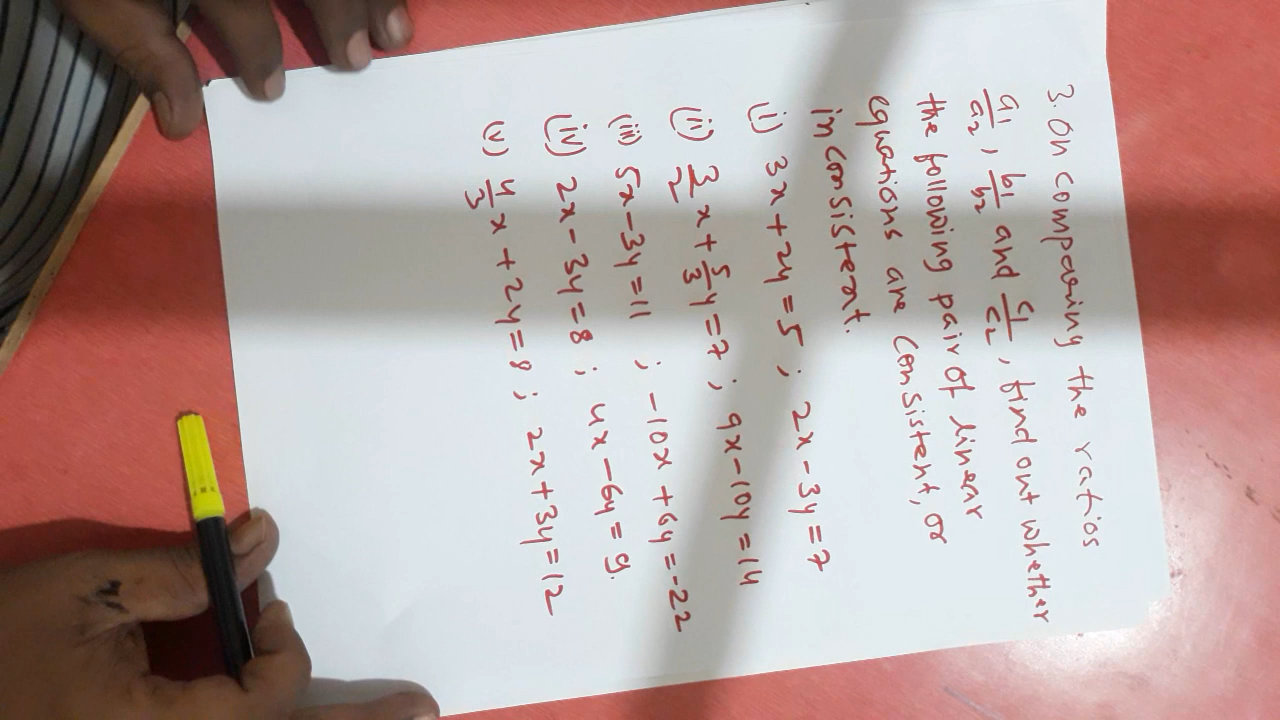 3. On comparing the ratios
a1/a2, b1/b2 and c1/c2, find out whether
the following pair of linear
equations are consistent, or
inconsistent.
(i) 3x + 2y = 5 ; 2x - 3y = 7
(ii) 3/2 x + 5/3 y = 7 ; 9x - 10y = 14
(iii) 5x - 3y = 11 ; -10x + 6y = -22
(iv) 2x - 3y = 8 ; 4x - 6y = 9.
(v) 4/3 x + 2y = 8 ; 2x + 3y = 12